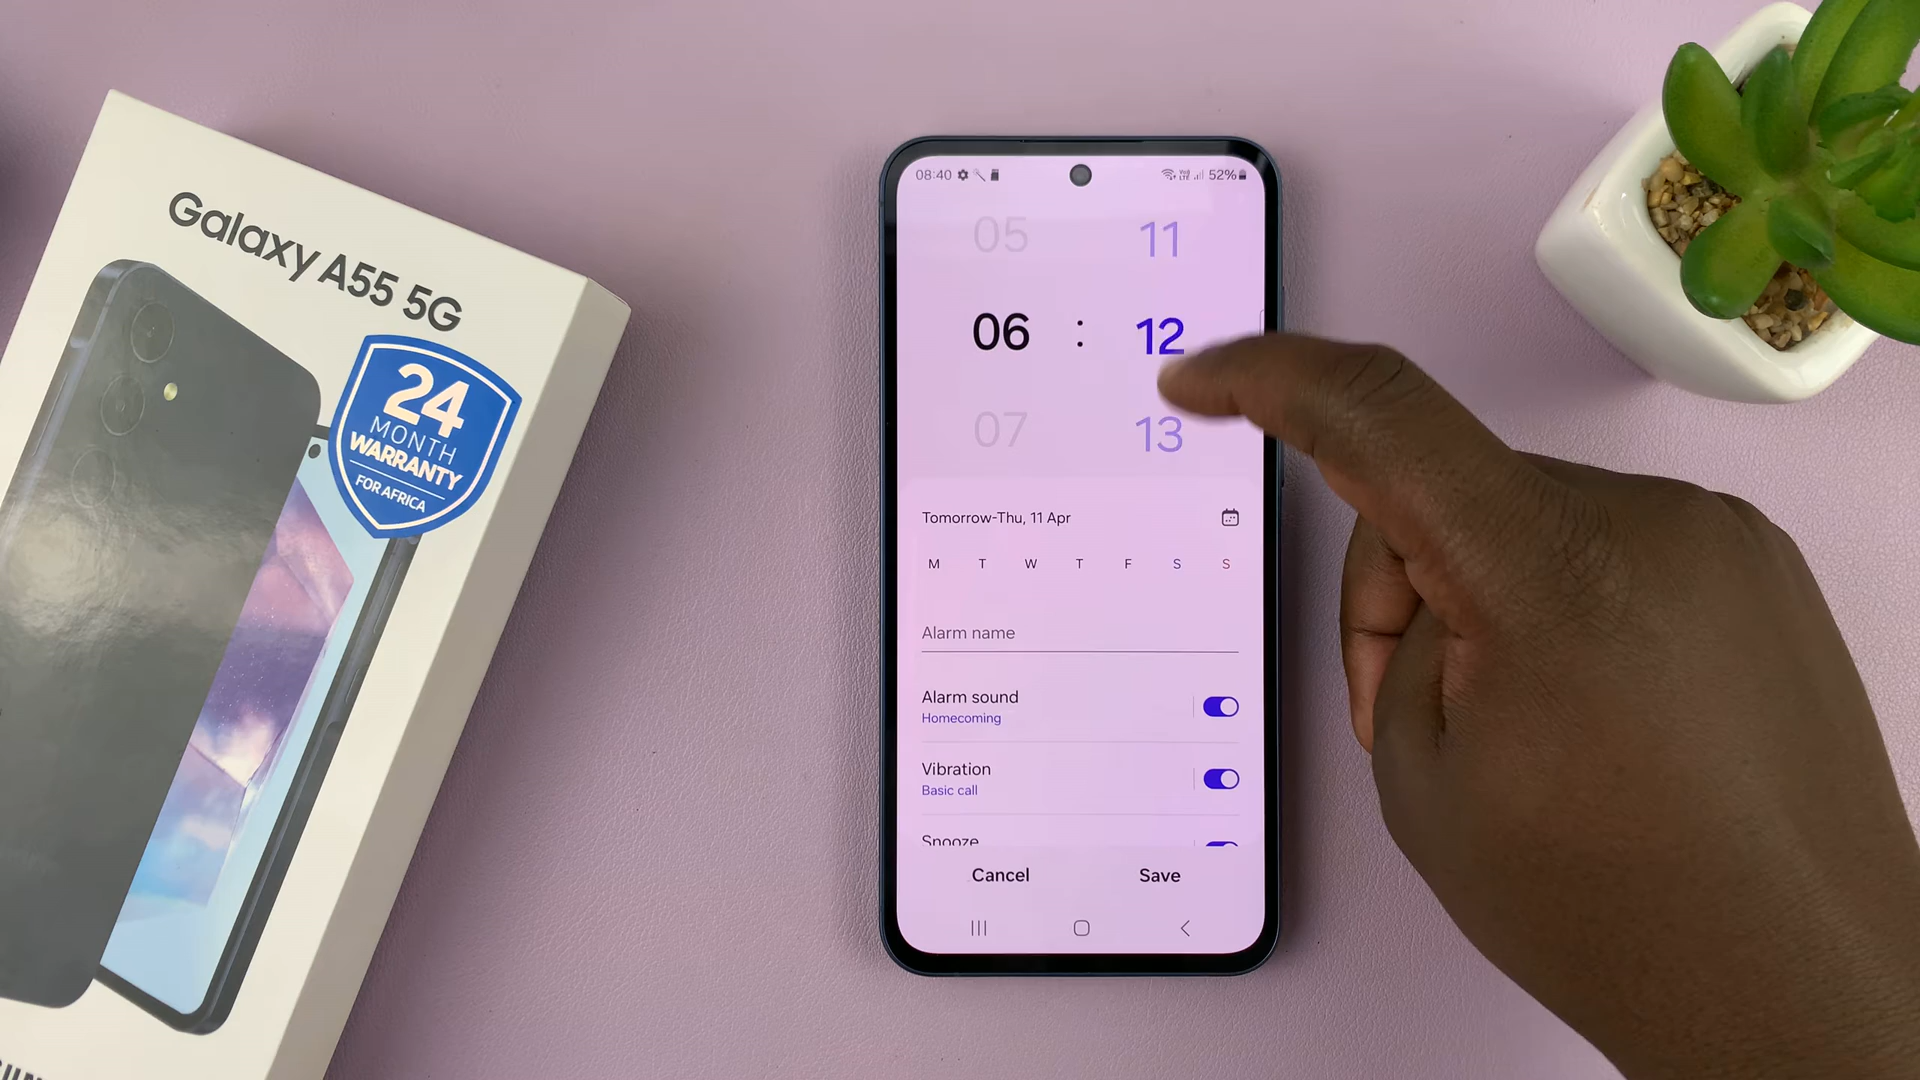 Galaxy A55 5G
24
MONTH
WARRANTY
FOR AFRICA
08:40
52%
05 11
06 : 12
07 13
Tomorrow-Thu, 11 Apr
M T W T F S S
Alarm name
Alarm sound
Homecoming
Vibration
Basic call
Snooze
Cancel Save